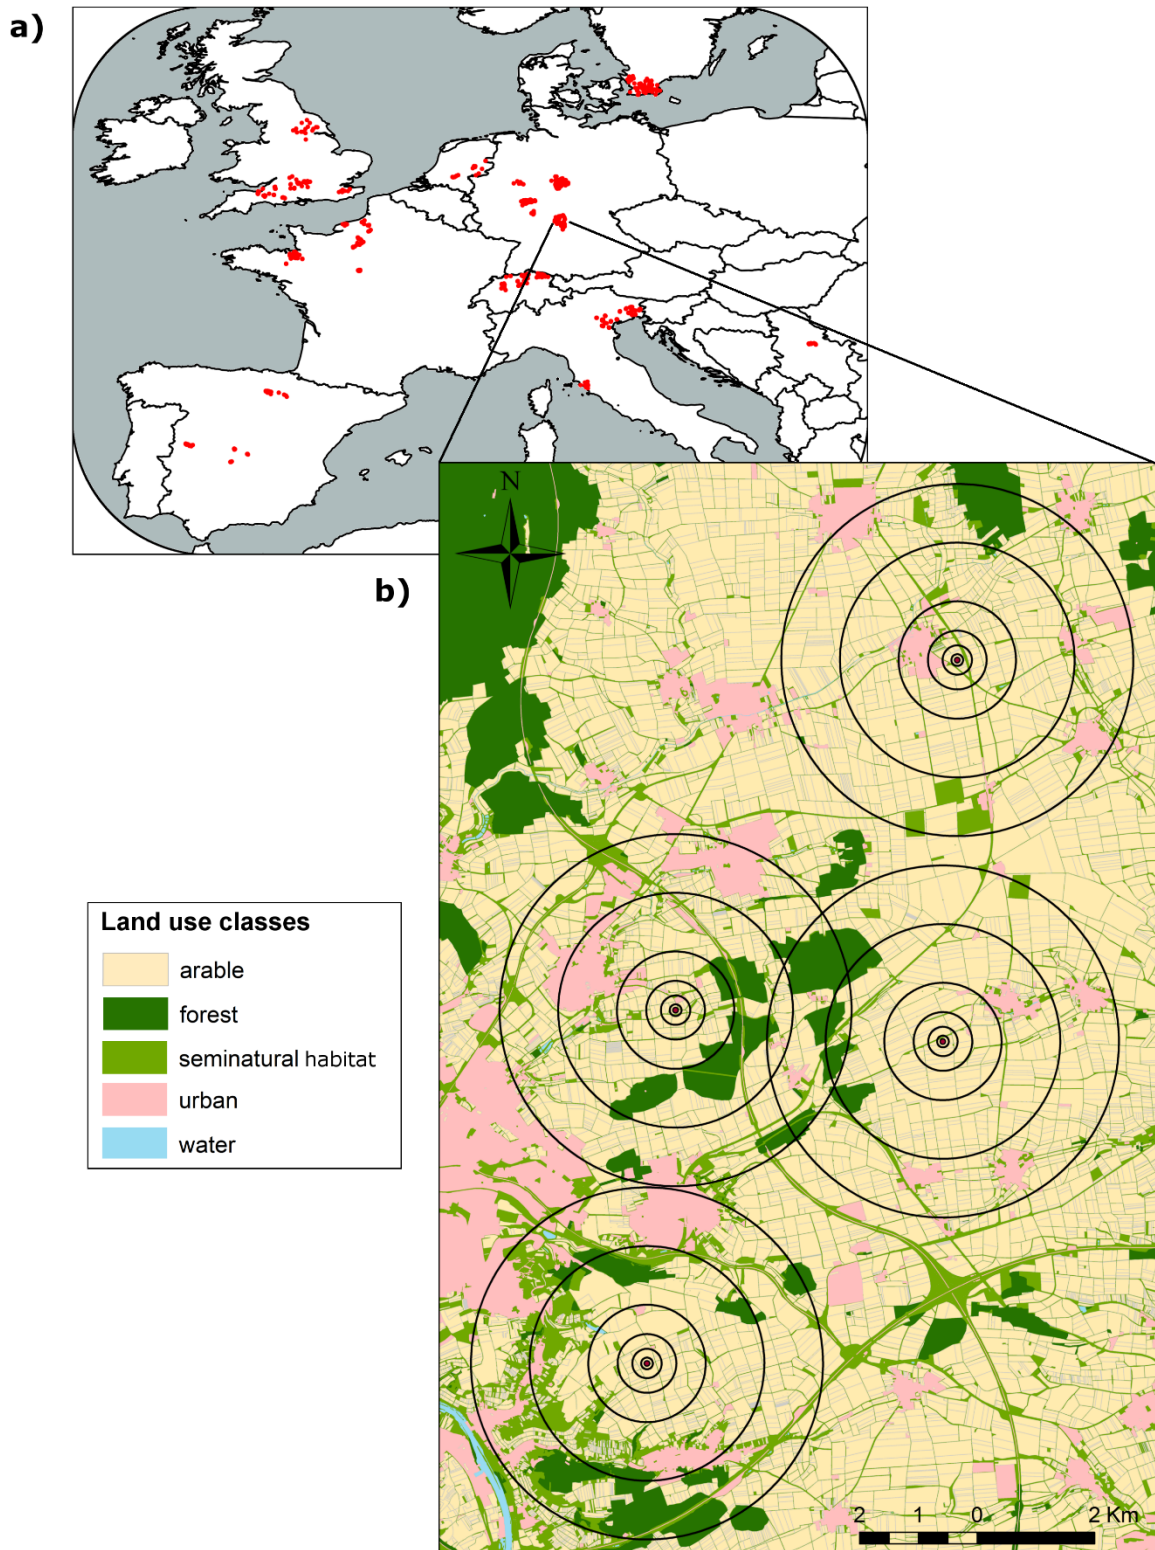 a)
N
b)
Land use classes
arable
forest
seminatural habitat
urban
water
2 1 0 2 Km